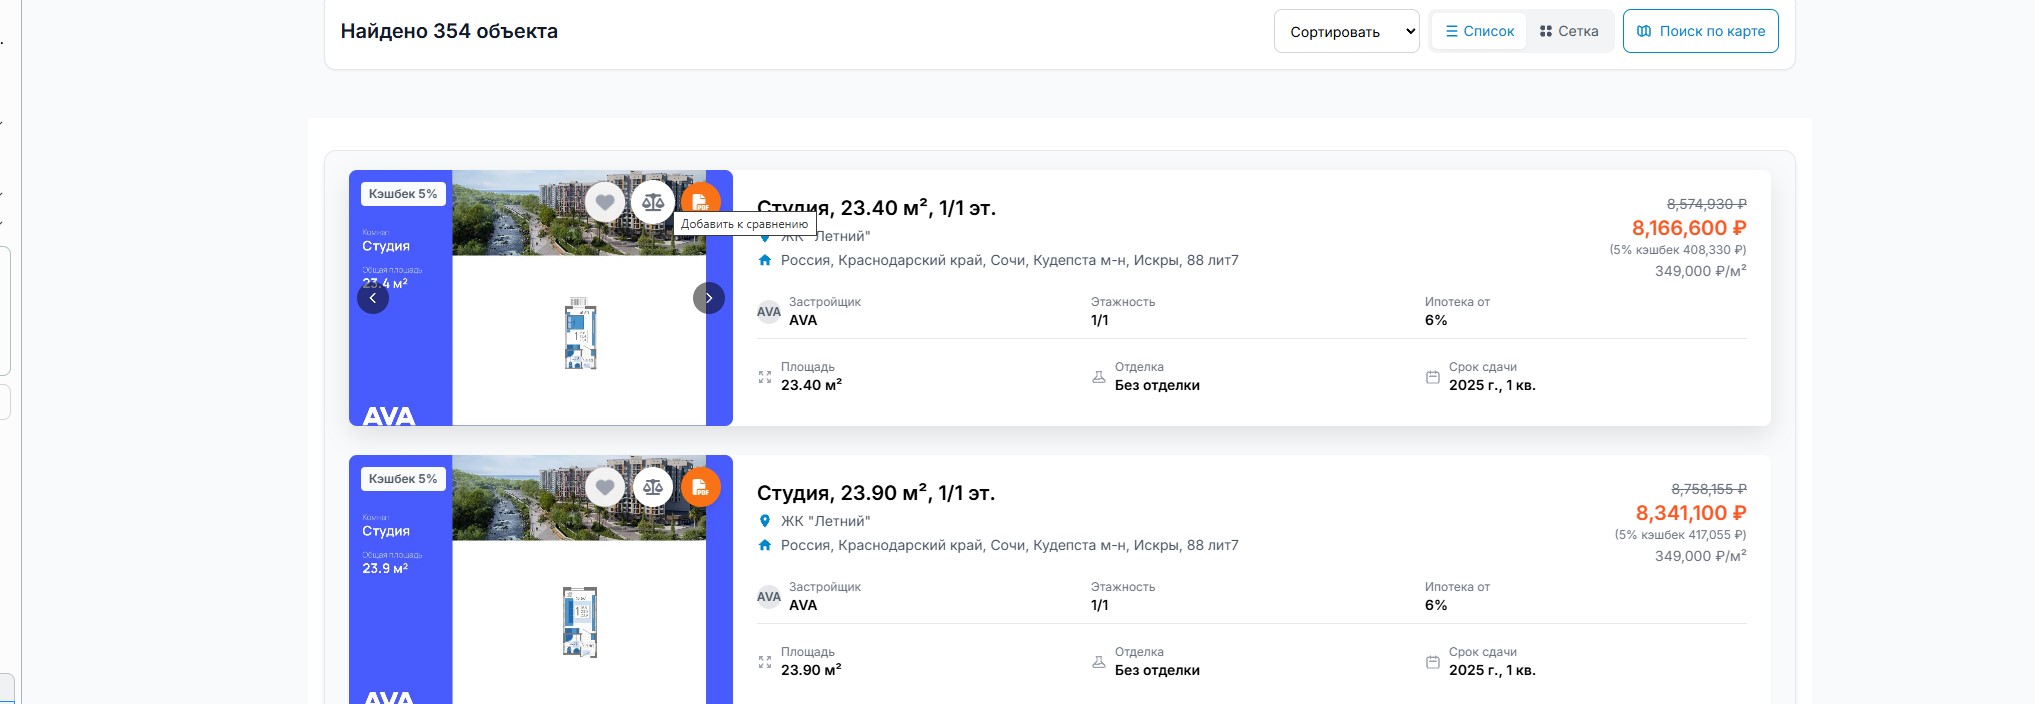 Найдено 354 объекта
Сортировать
Список
Сетка
Поиск по карте
Кэшбек 5%
Комнат
Студия
Общая площадь
23.4 м²
AVA
PDF
Добавить к сравнению
Студия, 23.40 м², 1/1 эт.
ЖК "Летний"
Россия, Краснодарский край, Сочи, Кудепста м-н, Искры, 88 лит7
8,574,930 ₽
8,166,600 ₽
(5% кэшбек 408,330 ₽)
349,000 ₽/м²
AVA
Застройщик
AVA
Этажность
1/1
Ипотека от
6%
Площадь
23.40 м²
Отделка
Без отделки
Срок сдачи
2025 г., 1 кв.
Кэшбек 5%
Комнат
Студия
Общая площадь
23.9 м²
AVA
PDF
Студия, 23.90 м², 1/1 эт.
ЖК "Летний"
Россия, Краснодарский край, Сочи, Кудепста м-н, Искры, 88 лит7
8,758,155 ₽
8,341,100 ₽
(5% кэшбек 417,055 ₽)
349,000 ₽/м²
AVA
Застройщик
AVA
Этажность
1/1
Ипотека от
6%
Площадь
23.90 м²
Отделка
Без отделки
Срок сдачи
2025 г., 1 кв.